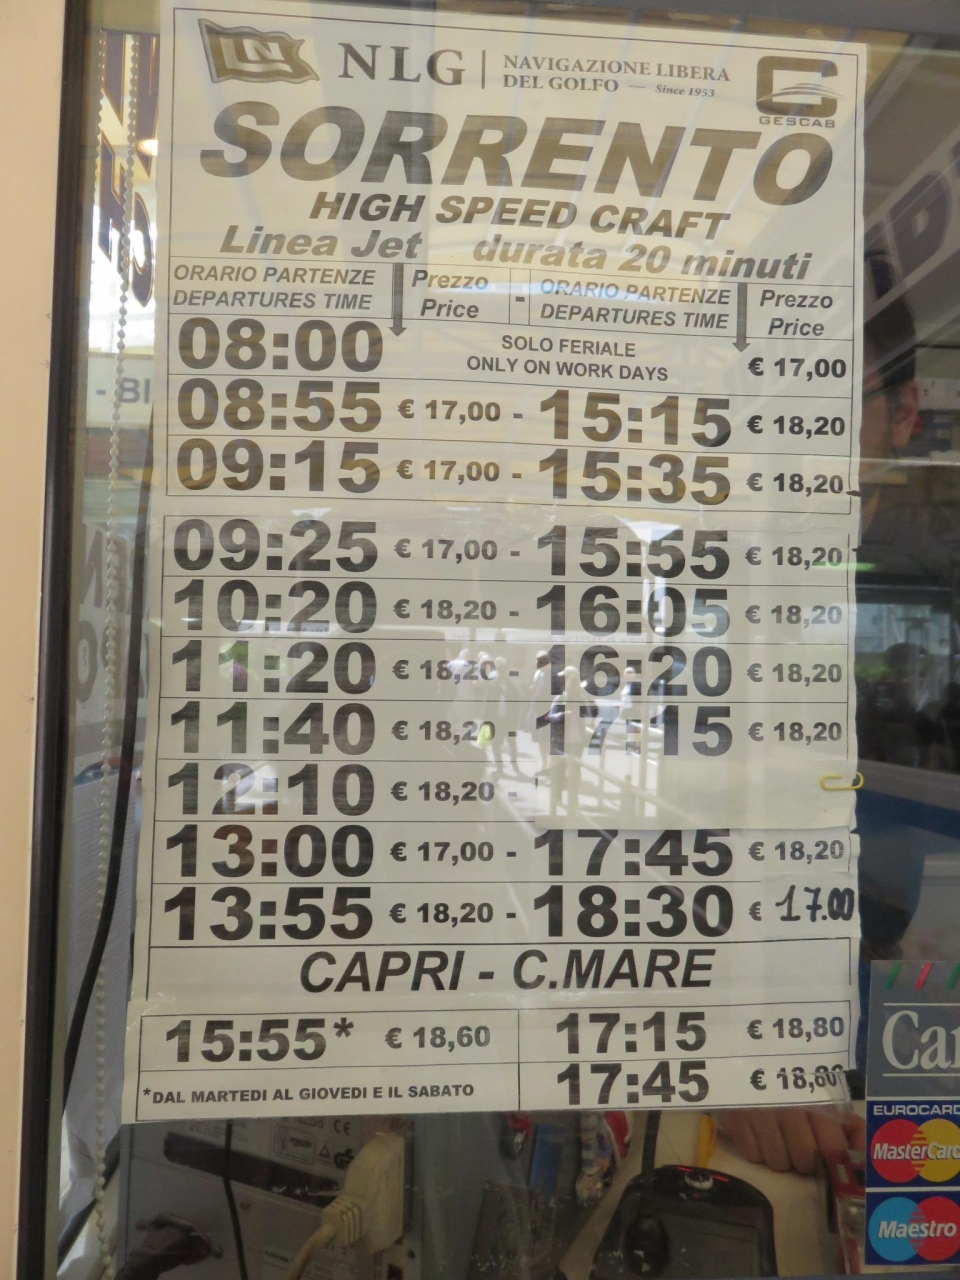 NLG NAVIGAZIONE LIBERA
DEL GOLFO — Since 1953
GESCAB
SORRENTO
HIGH SPEED CRAFT
Linea Jet durata 20 minuti
ORARIO PARTENZE Prezzo - ORARIO PARTENZE Prezzo
DEPARTURES TIME Price DEPARTURES TIME Price
08:00 SOLO FERIALE € 17,00
ONLY ON WORK DAYS
08:55 € 17,00 - 15:15 € 18,20
09:15 € 17,00 - 15:35 € 18,20
09:25 € 17,00 - 15:55 € 18,20
10:20 € 18,20 - 16:05 € 18,20
11:20 € 18,20 - 16:20 € 18,20
11:40 € 18,20 - 17:15 € 18,20
12:10 € 18,20 -
13:00 € 17,00 - 17:45 € 18,20
13:55 € 18,20 - 18:30 € 17.00
CAPRI - C.MARE
15:55* € 18,60 17:15 € 18,80
*DAL MARTEDI AL GIOVEDI E IL SABATO 17:45 € 18,80
- BI
Car
EUROCARD
MasterCard
Maestro